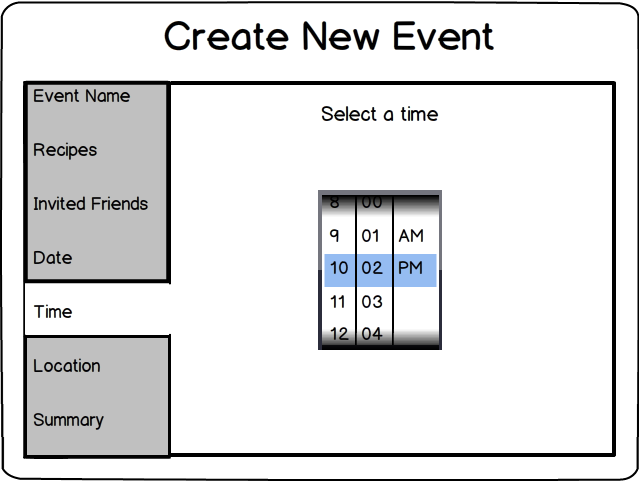 Create New Event
Event Name
Recipes
Invited Friends
Date
Time
Location
Summary
Select a time
8 00
9 01 AM
10 02 PM
11 03
12 04